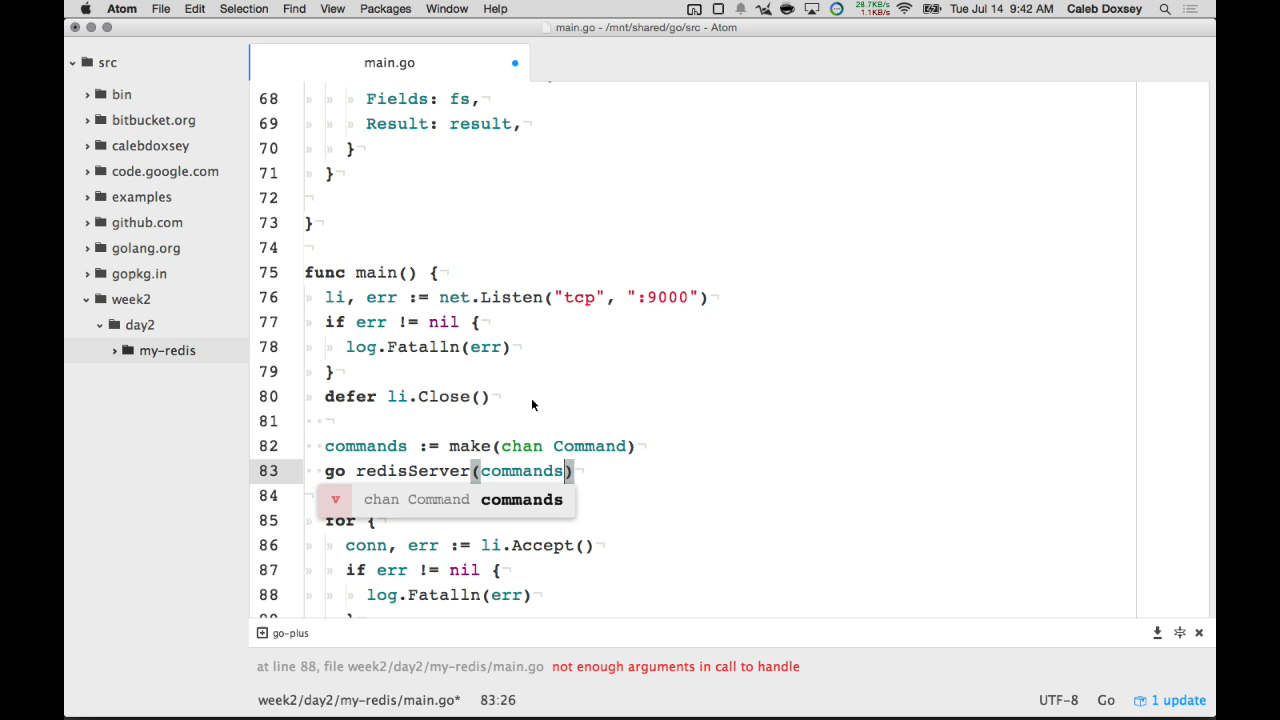 Atom File Edit Selection Find View Packages Window Help 28.7KB/s 1.1KB/s Tue Jul 14 9:42 AM Caleb Doxsey
main.go - /mnt/shared/go/src - Atom
src
bin
bitbucket.org
calebdoxsey
code.google.com
examples
github.com
golang.org
gopkg.in
week2
day2
my-redis
main.go
68 Fields: fs,
69 Result: result,
70 }
71 }
72
73 }
74
75 func main() {
76 li, err := net.Listen("tcp", ":9000")
77 if err != nil {
78 log.Fatalln(err)
79 }
80 defer li.Close()
81
82 commands := make(chan Command)
83 go redisServer(commands)
84
v chan Command commands
85 for {
86 conn, err := li.Accept()
87 if err != nil {
88 log.Fatalln(err)
go-plus
at line 88, file week2/day2/my-redis/main.go not enough arguments in call to handle
week2/day2/my-redis/main.go* 83:26 UTF-8 Go 1 update